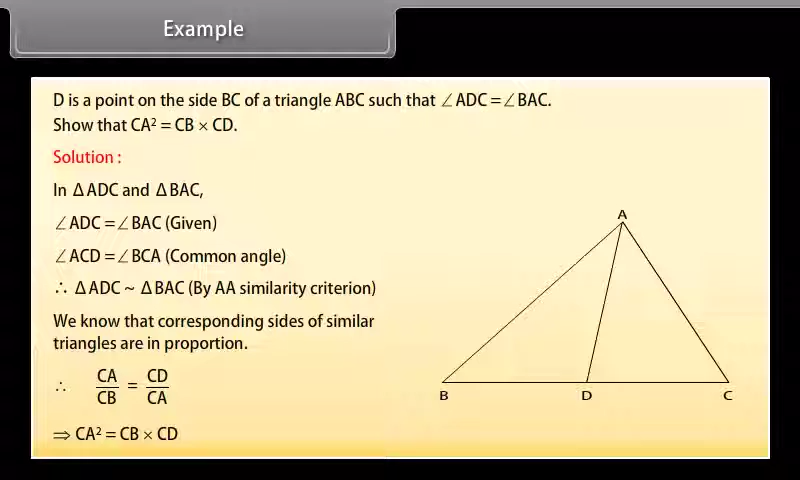 Example
D is a point on the side BC of a triangle ABC such that ∠ADC = ∠BAC.
Show that CA² = CB × CD.
Solution :
In ΔADC and ΔBAC,
∠ADC = ∠BAC (Given)
∠ACD = ∠BCA (Common angle)
∴ ΔADC ~ ΔBAC (By AA similarity criterion)
We know that corresponding sides of similar
triangles are in proportion.
∴ CA/CB = CD/CA
⇒ CA² = CB × CD
A
B D C